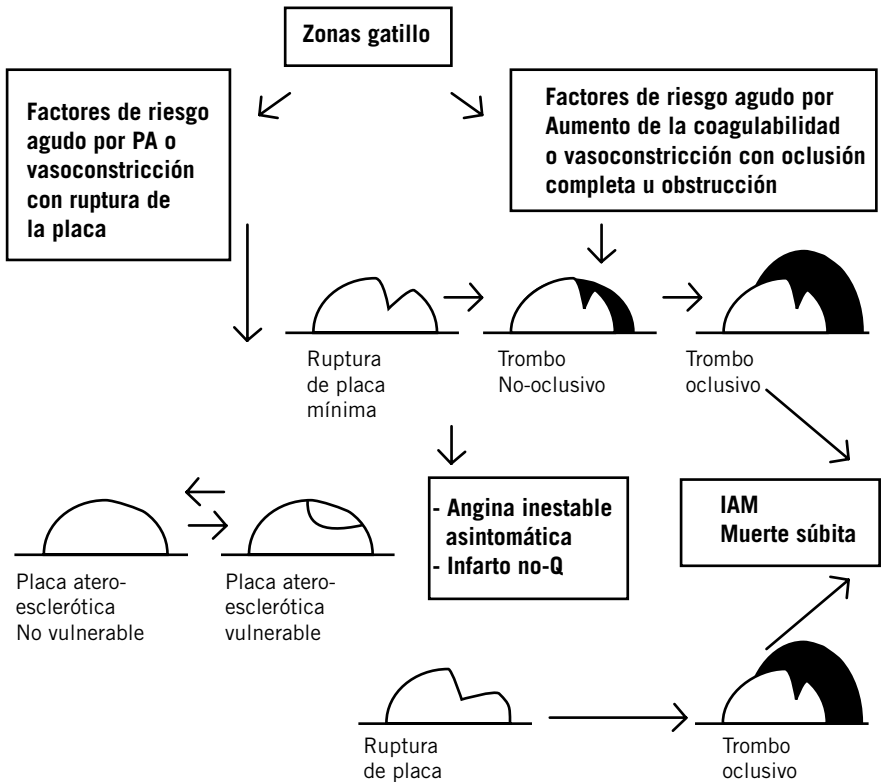 Zonas gatillo
Factores de riesgo
agudo por PA o
vasoconstricción
con ruptura de
la placa
Factores de riesgo agudo por
Aumento de la coagulabilidad
o vasoconstricción con oclusión
completa u obstrucción
Ruptura
de placa
mínima
Trombo
No-oclusivo
Trombo
oclusivo
Placa atero-
esclerótica
No vulnerable
Placa atero-
esclerótica
vulnerable
- Angina inestable
asintomática
- Infarto no-Q
IAM
Muerte súbita
Ruptura
de placa
Trombo
oclusivo